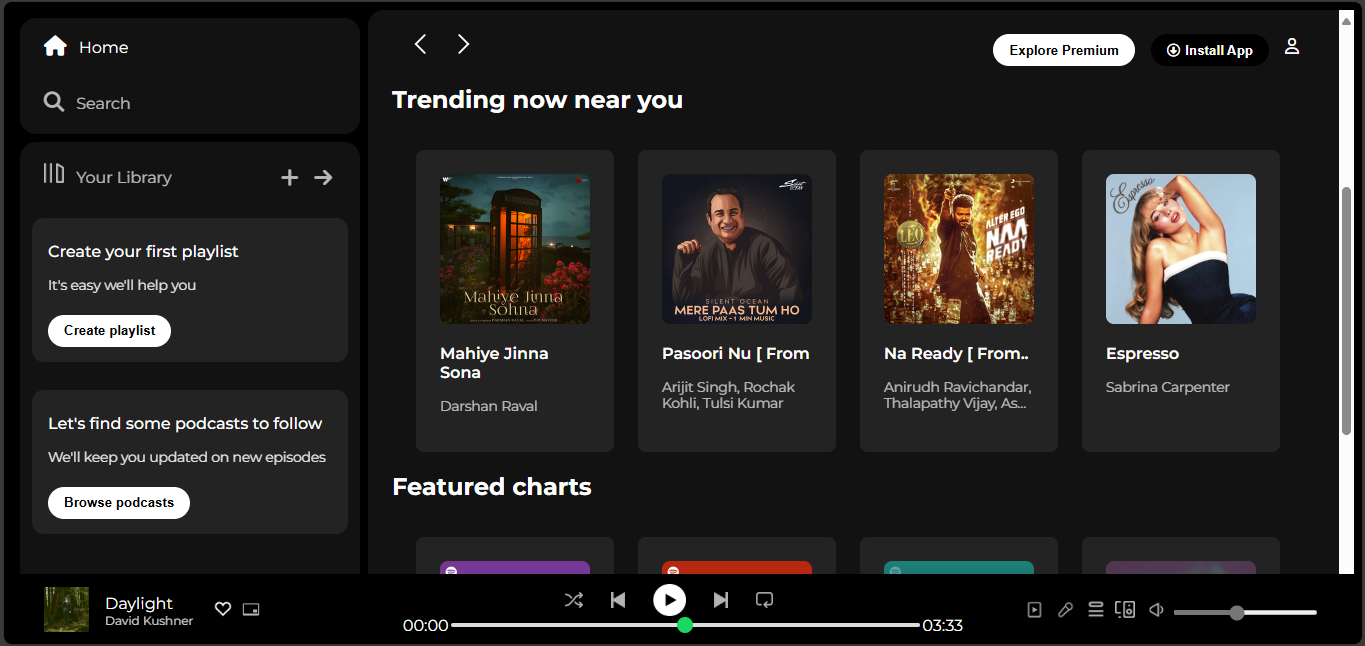 Home
Search
Your Library
Create your first playlist
It's easy we'll help you
Create playlist
Let's find some podcasts to follow
We'll keep you updated on new episodes
Browse podcasts
Explore Premium
Install App
Trending now near you
Mahiye Jinna
Sohna
Mahiye Jinna
Sona
Darshan Raval
SILENT OCEAN
MERE PAAS TUM HO
LOFI MIX - 1 MIN MUSIC
Pasoori Nu [ From
Arijit Singh, Rochak
Kohli, Tulsi Kumar
LEO
ALTER EGO
NAA
READY
Na Ready [ From..
Anirudh Ravichandar,
Thalapathy Vijay, As...
Espresso
Espresso
Sabrina Carpenter
Featured charts
Daylight
David Kushner
00:00
03:33